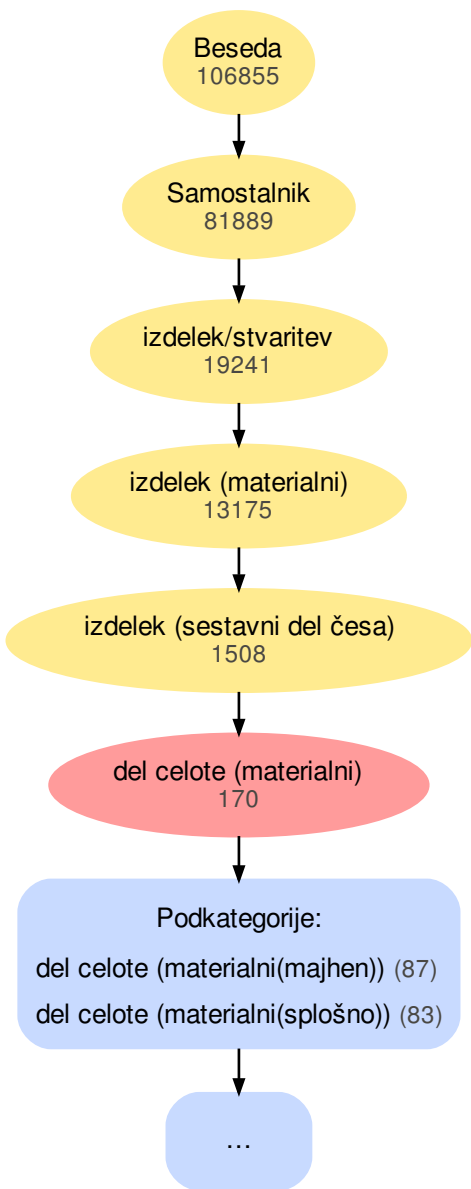 Beseda
106855
Samostalnik
81889
izdelek/stvaritev
19241
izdelek (materialni)
13175
izdelek (sestavni del česa)
1508
del celote (materialni)
170
Podkategorije:
del celote (materialni(majhen)) (87)
del celote (materialni(splošno)) (83)
...